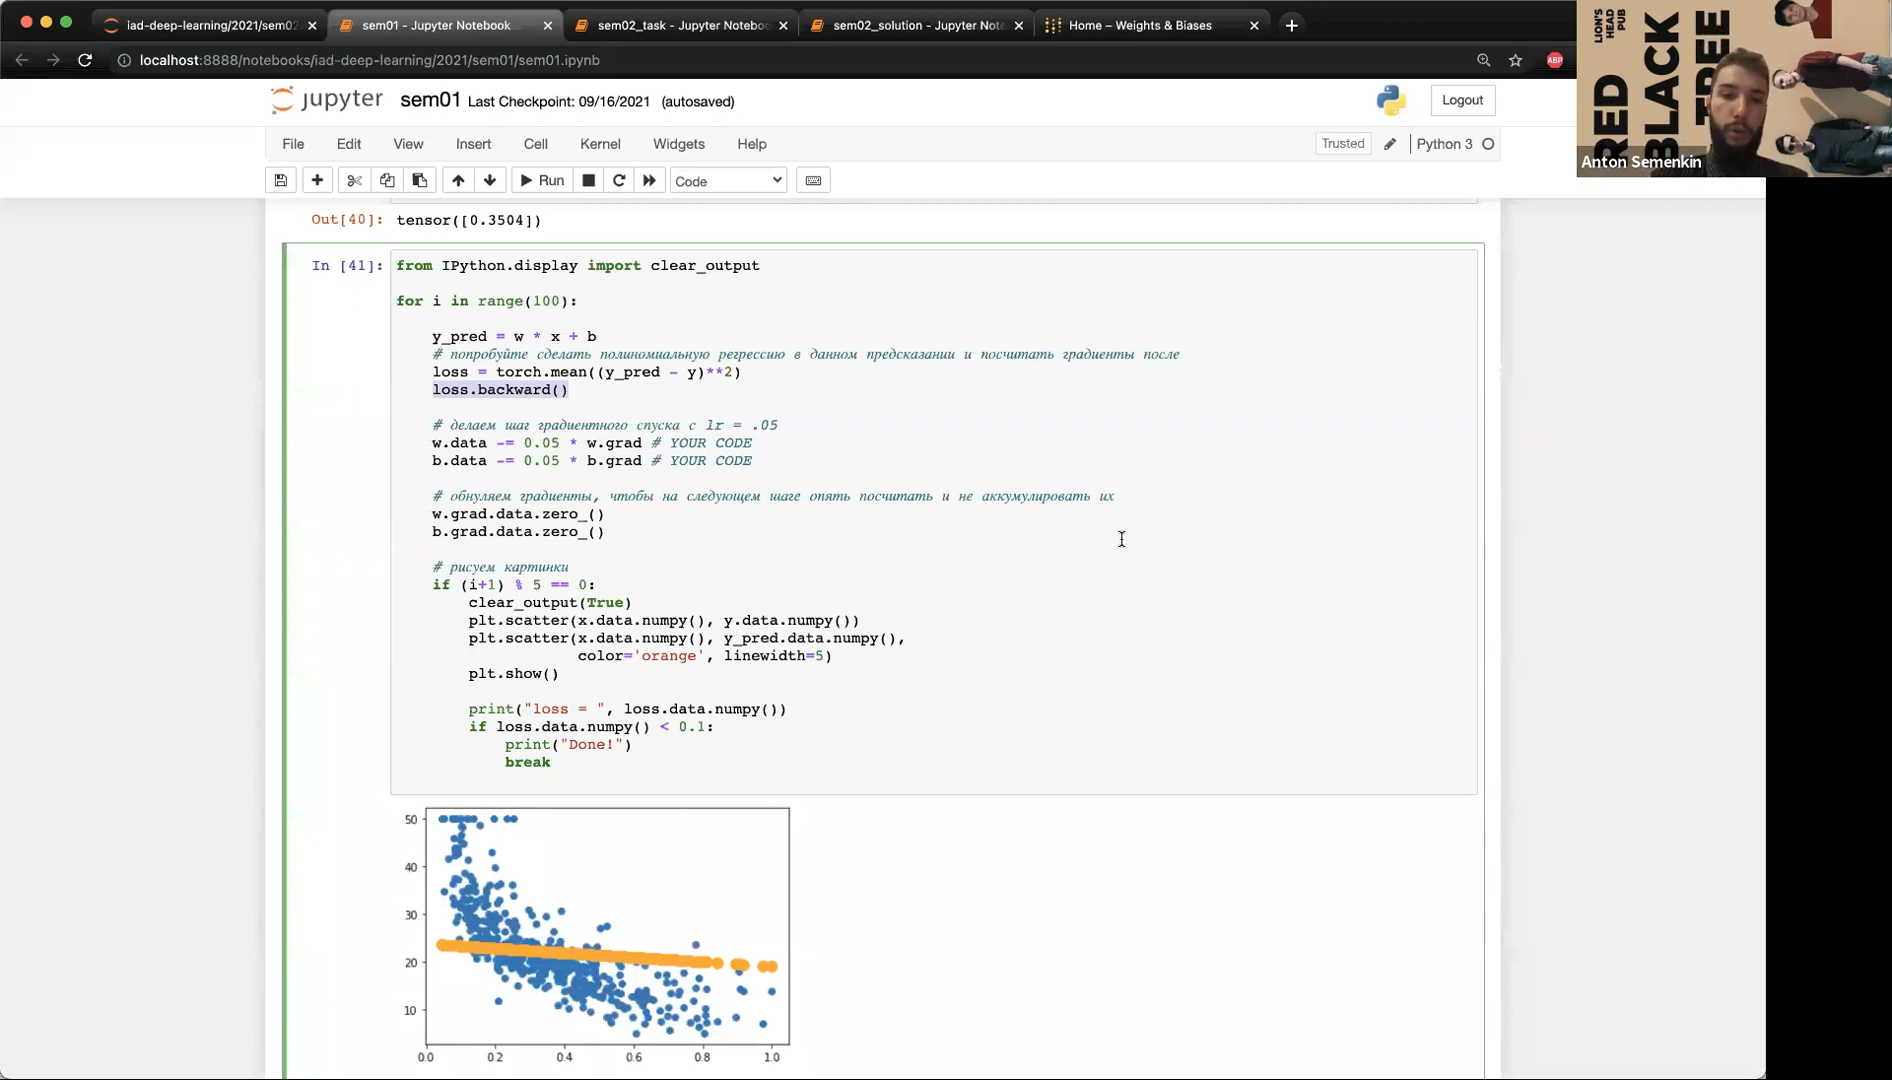 iad-deep-learning/2021/sem02
sem01 - Jupyter Notebook
sem02_task - Jupyter Noteboo
sem02_solution - Jupyter Note
Home – Weights & Biases
localhost:8888/notebooks/iad-deep-learning/2021/sem01/sem01.ipynb
ABP
jupyter sem01 Last Checkpoint: 09/16/2021 (autosaved)
Logout
File Edit View Insert Cell Kernel Widgets Help
Trusted
Python 3
Run
Code
LION'S
HEAD
PUB
RED
BLACK
TREE
Anton Semenkin
Out[40]: tensor([0.3504])
In [41]: from IPython.display import clear_output
for i in range(100):
y_pred = w * x + b
# попробуйте сделать полиномиальную регрессию в данном предсказании и посчитать градиенты после
loss = torch.mean((y_pred - y)**2)
loss.backward()
# делаем шаг градиентного спуска с lr = .05
w.data -= 0.05 * w.grad # YOUR CODE
b.data -= 0.05 * b.grad # YOUR CODE
# обнуляем градиенты, чтобы на следующем шаге опять посчитать и не аккумулировать их
w.grad.data.zero_()
b.grad.data.zero_()
# рисуем картинки
if (i+1) % 5 == 0:
clear_output(True)
plt.scatter(x.data.numpy(), y.data.numpy())
plt.scatter(x.data.numpy(), y_pred.data.numpy(),
color='orange', linewidth=5)
plt.show()
print("loss = ", loss.data.numpy())
if loss.data.numpy() < 0.1:
print("Done!")
break
50
40
30
20
10
0.0 0.2 0.4 0.6 0.8 1.0